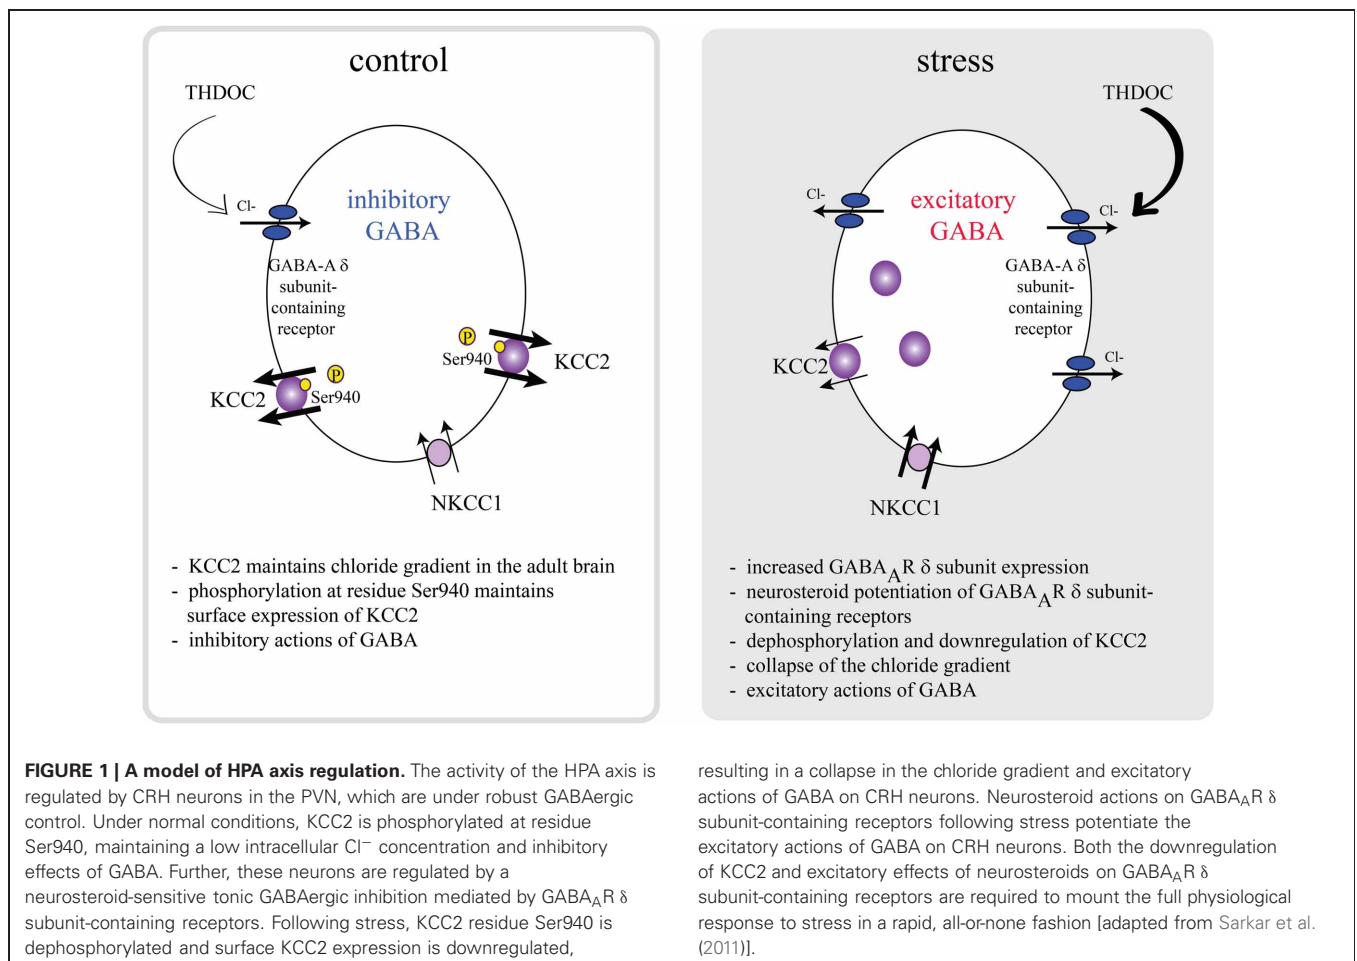 control
THDOC
Cl-
inhibitory
GABA
GABA-A δ
subunit-
containing
receptor
P
Ser940
KCC2
P
Ser940
KCC2
NKCC1
- KCC2 maintains chloride gradient in the adult brain
- phosphorylation at residue Ser940 maintains
surface expression of KCC2
- inhibitory actions of GABA
stress
THDOC
Cl-
excitatory
GABA
Cl-
GABA-A δ
subunit-
containing
receptor
KCC2
Cl-
NKCC1
- increased GABAAR δ subunit expression
- neurosteroid potentiation of GABAAR δ subunit-
containing receptors
- dephosphorylation and downregulation of KCC2
- collapse of the chloride gradient
- excitatory actions of GABA
FIGURE 1 | A model of HPA axis regulation. The activity of the HPA axis is
regulated by CRH neurons in the PVN, which are under robust GABAergic
control. Under normal conditions, KCC2 is phosphorylated at residue
Ser940, maintaining a low intracellular Cl− concentration and inhibitory
effects of GABA. Further, these neurons are regulated by a
neurosteroid-sensitive tonic GABAergic inhibition mediated by GABAAR δ
subunit-containing receptors. Following stress, KCC2 residue Ser940 is
dephosphorylated and surface KCC2 expression is downregulated,
resulting in a collapse in the chloride gradient and excitatory
actions of GABA on CRH neurons. Neurosteroid actions on GABAAR δ
subunit-containing receptors following stress potentiate the
excitatory actions of GABA on CRH neurons. Both the downregulation
of KCC2 and excitatory effects of neurosteroids on GABAAR δ
subunit-containing receptors are required to mount the full physiological
response to stress in a rapid, all-or-none fashion [adapted from Sarkar et al.
(2011)].